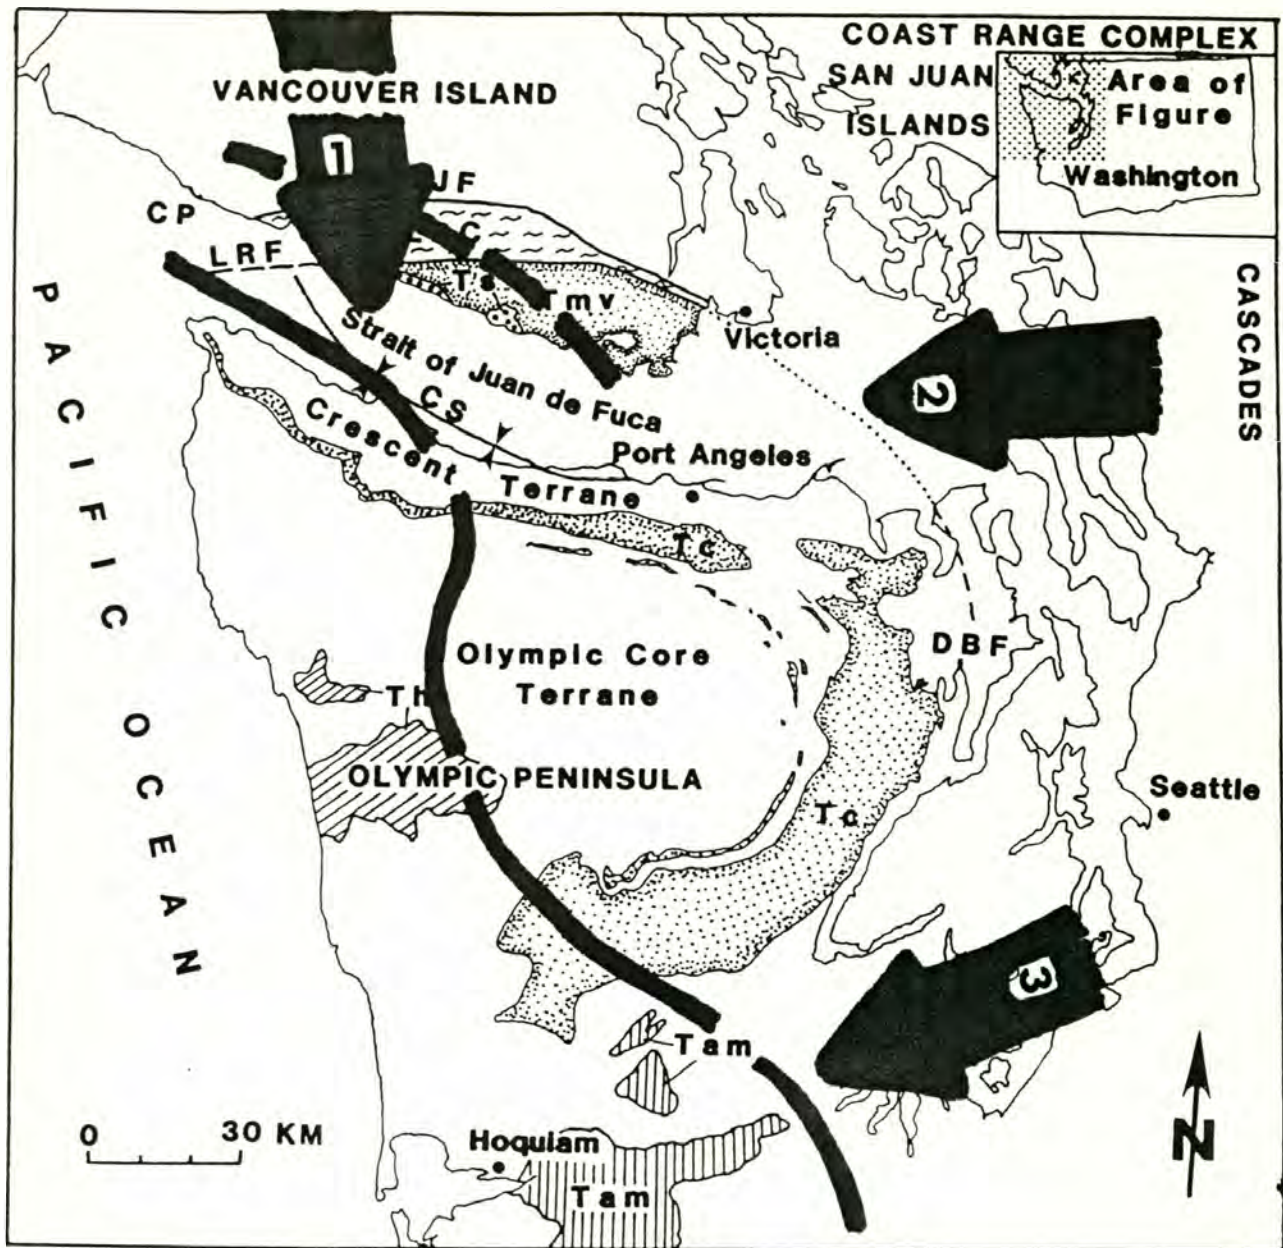 COAST RANGE COMPLEX
SAN JUAN
ISLANDS
Area of
Figure
Washington
VANCOUVER ISLAND
1
JF
CP
C
LRF
Ts
Tmv
Victoria
2
CASCADES
Strait of Juan de Fuca
CS
Crescent Terrane
Port Angeles
Tc
PACIFIC OCEAN
DBF
Olympic Core
Terrane
Th
OLYMPIC PENINSULA
Seattle
Tc
3
Tam
0 30 KM
Hoquiam
Tam
N